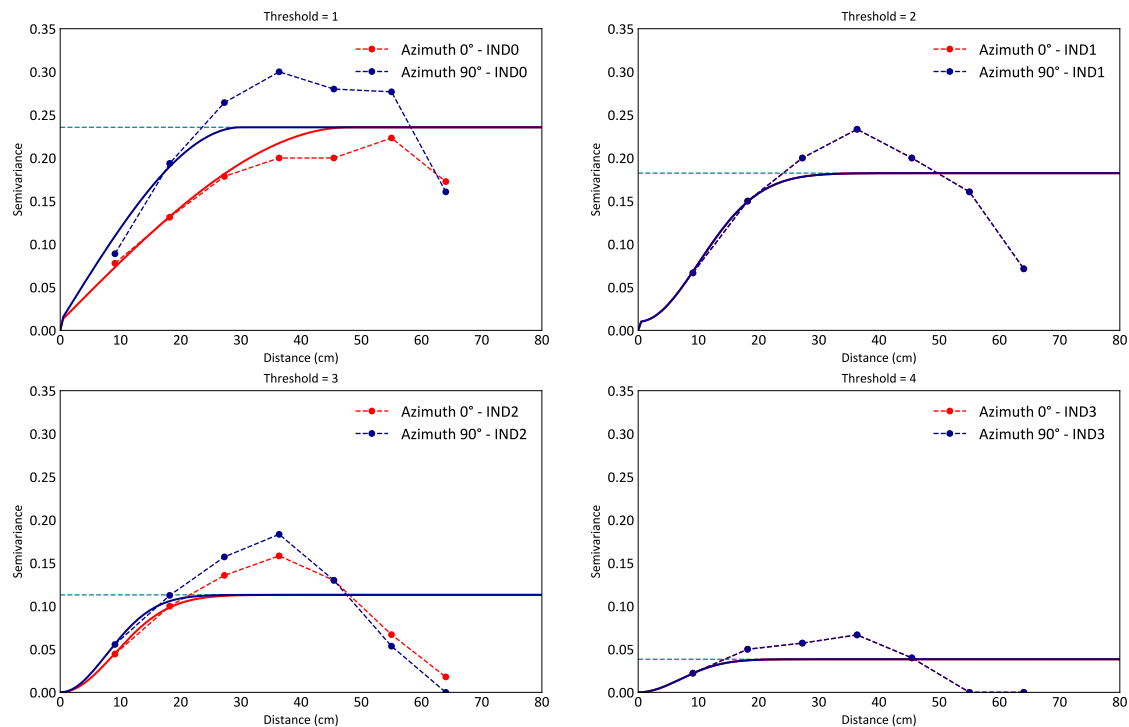 Threshold = 1
0.35
0.30
0.25
0.20
0.15
0.10
0.05
0.00
Semivariance
Azimuth 0° - IND0
Azimuth 90° - IND0
0 10 20 30 40 50 60 70 80
Distance (cm)
Threshold = 2
0.35
0.30
0.25
0.20
0.15
0.10
0.05
0.00
Semivariance
Azimuth 0° - IND1
Azimuth 90° - IND1
0 10 20 30 40 50 60 70 80
Distance (cm)
Threshold = 3
0.35
0.30
0.25
0.20
0.15
0.10
0.05
0.00
Semivariance
Azimuth 0° - IND2
Azimuth 90° - IND2
0 10 20 30 40 50 60 70 80
Distance (cm)
Threshold = 4
0.35
0.30
0.25
0.20
0.15
0.10
0.05
0.00
Semivariance
Azimuth 0° - IND3
Azimuth 90° - IND3
0 10 20 30 40 50 60 70 80
Distance (cm)